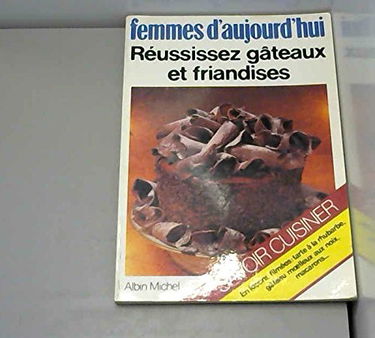 femmes d'aujourd'hui
Réussissez gâteaux
et friandises
OIR CUISINER
En leçons filmées: tarte à la rhubarbe,
gâteau moelleux aux noix,
macarons...
Albin Michel